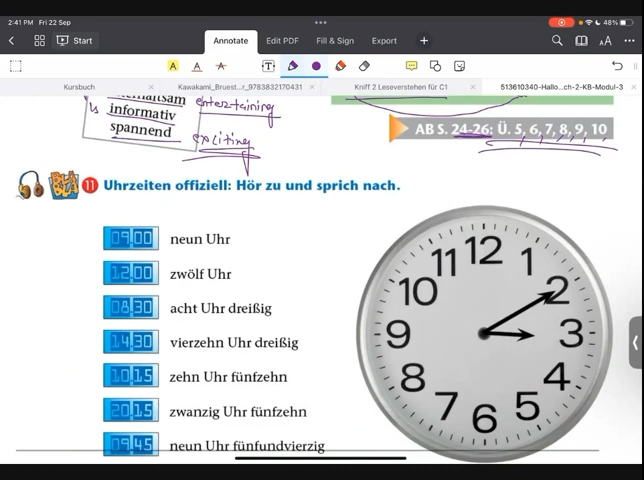 2:41 PM Fri 22 Sep
48%
Start
Annotate
Edit PDF
Fill & Sign
Export
Kursbuch
Kawakami_Bruest...r_9783832170431
Kniff 2 Leseverstehen für C1
513610340-Hallo...ch-2-KB-Modul-3
informativ
spannend
entertaining
exciting
AB S. 24-26: Ü. 5, 6, 7, 8, 9, 10
11 Uhrzeiten offiziell: Hör zu und sprich nach.
09:00 neun Uhr
12:00 zwölf Uhr
08:30 acht Uhr dreißig
14:30 vierzehn Uhr dreißig
10:15 zehn Uhr fünfzehn
20:15 zwanzig Uhr fünfzehn
09:45 neun Uhr fünfundvierzig
12
1
2
3
4
5
6
7
8
9
10
11